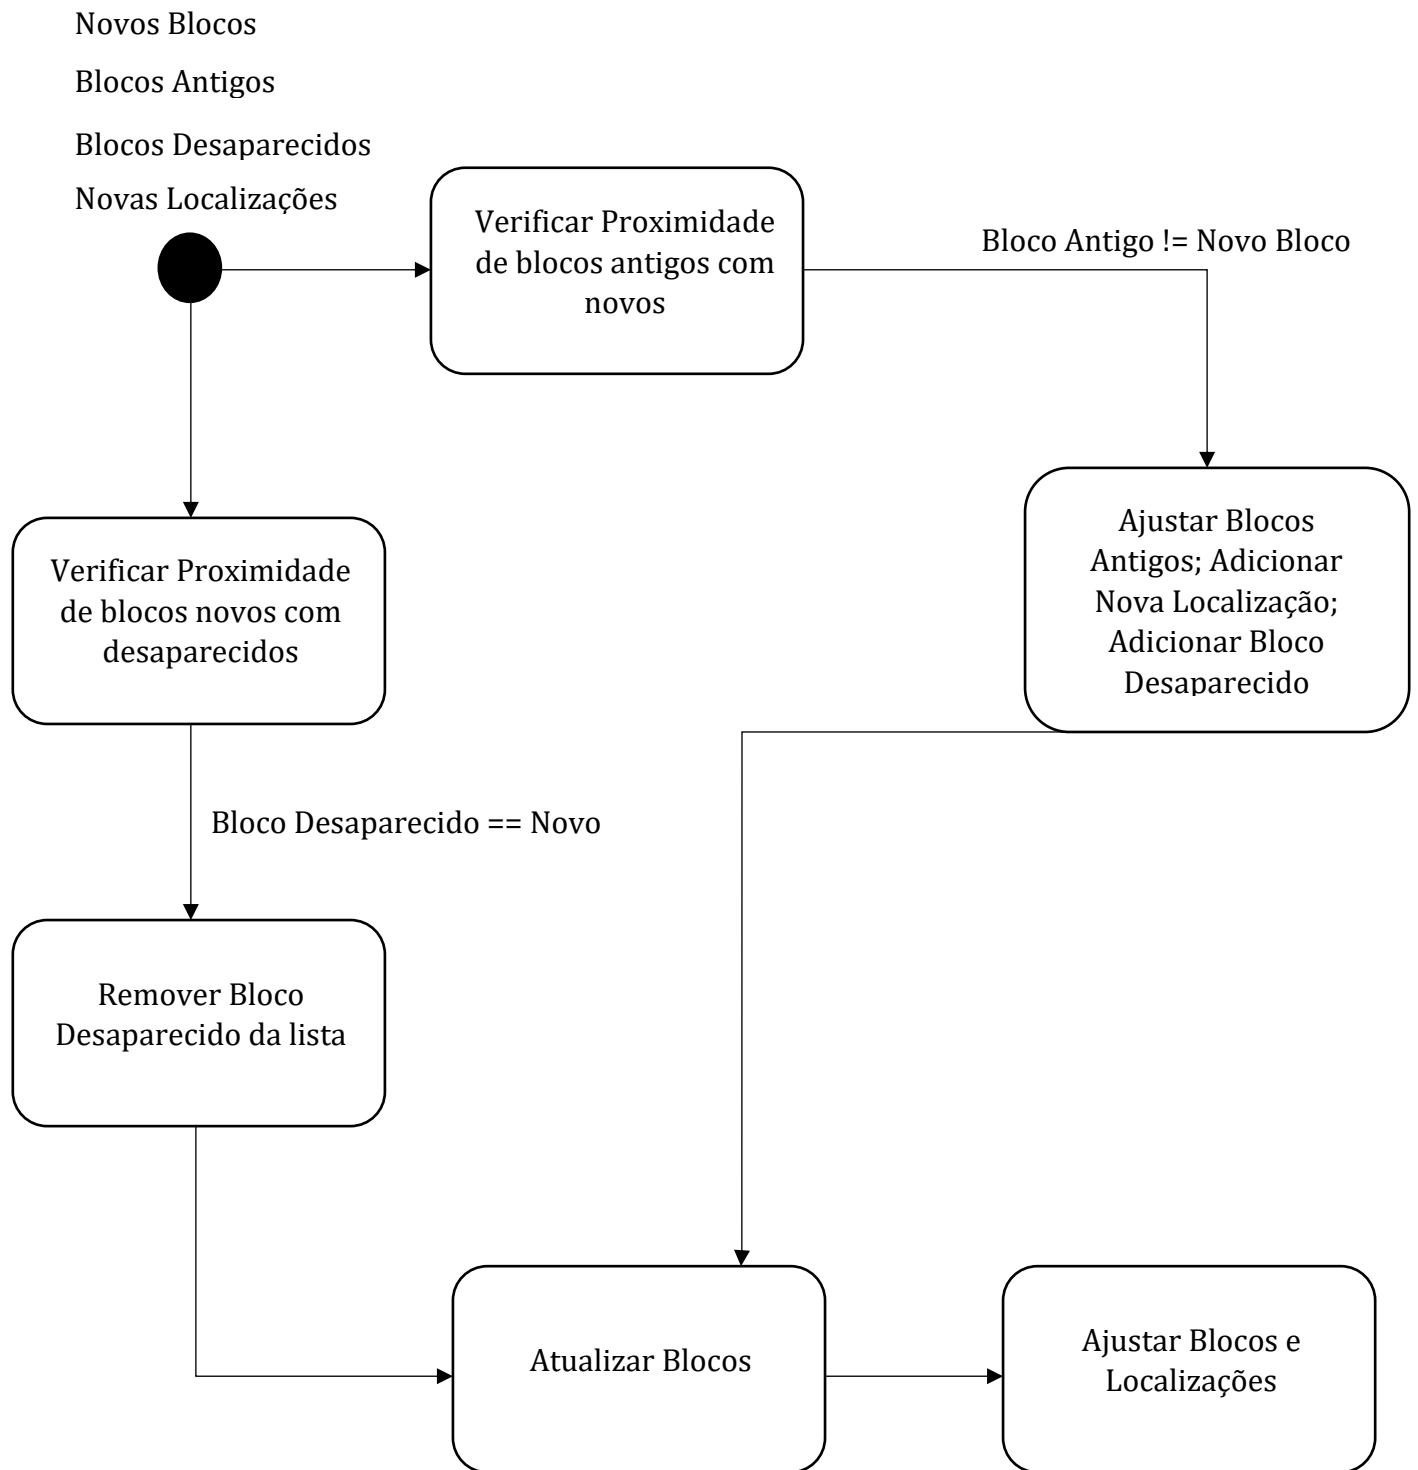 Novos Blocos
Blocos Antigos
Blocos Desaparecidos
Novas Localizações
Verificar Proximidade
de blocos antigos com
novos
Bloco Antigo != Novo Bloco
Ajustar Blocos
Antigos; Adicionar
Nova Localização;
Adicionar Bloco
Desaparecido
Verificar Proximidade
de blocos novos com
desaparecidos
Bloco Desaparecido == Novo
Remover Bloco
Desaparecido da lista
Atualizar Blocos
Ajustar Blocos e
Localizações